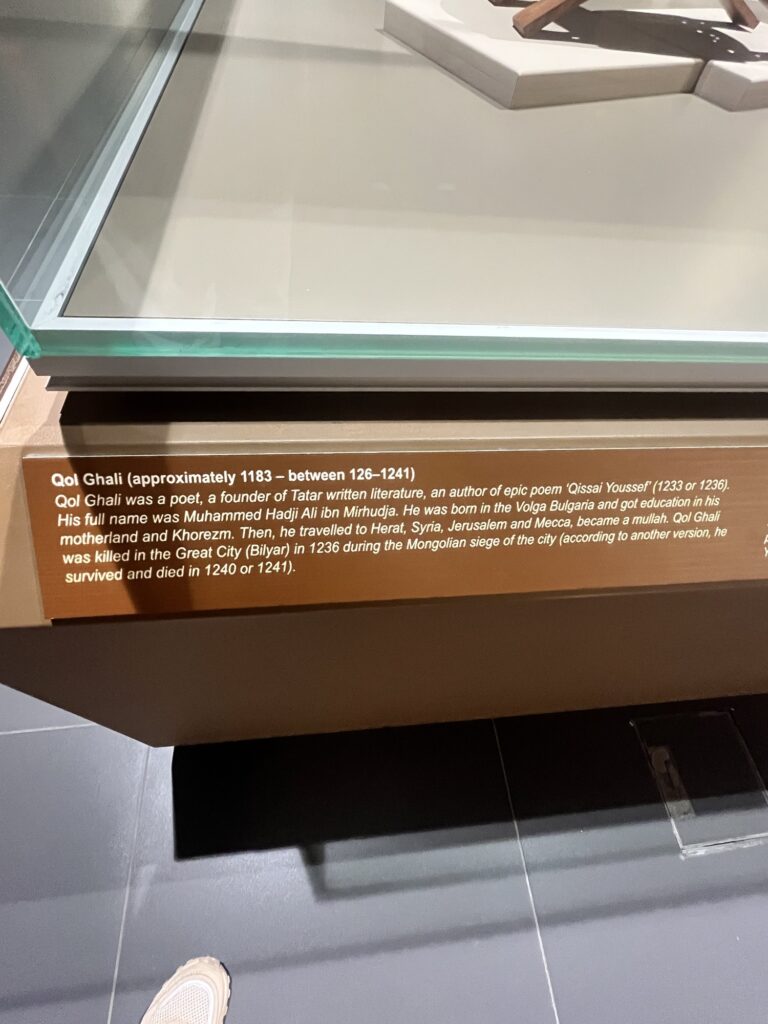 Qol Ghali (approximately 1183 – between 126–1241)
Qol Ghali was a poet, a founder of Tatar written literature, an author of epic poem ‘Qissai Youssef’ (1233 or 1236).
His full name was Muhammed Hadji Ali ibn Mirhudja. He was born in the Volga Bulgaria and got education in his
motherland and Khorezm. Then, he travelled to Herat, Syria, Jerusalem and Mecca, became a mullah. Qol Ghali
was killed in the Great City (Bilyar) in 1236 during the Mongolian siege of the city (according to another version, he
survived and died in 1240 or 1241).